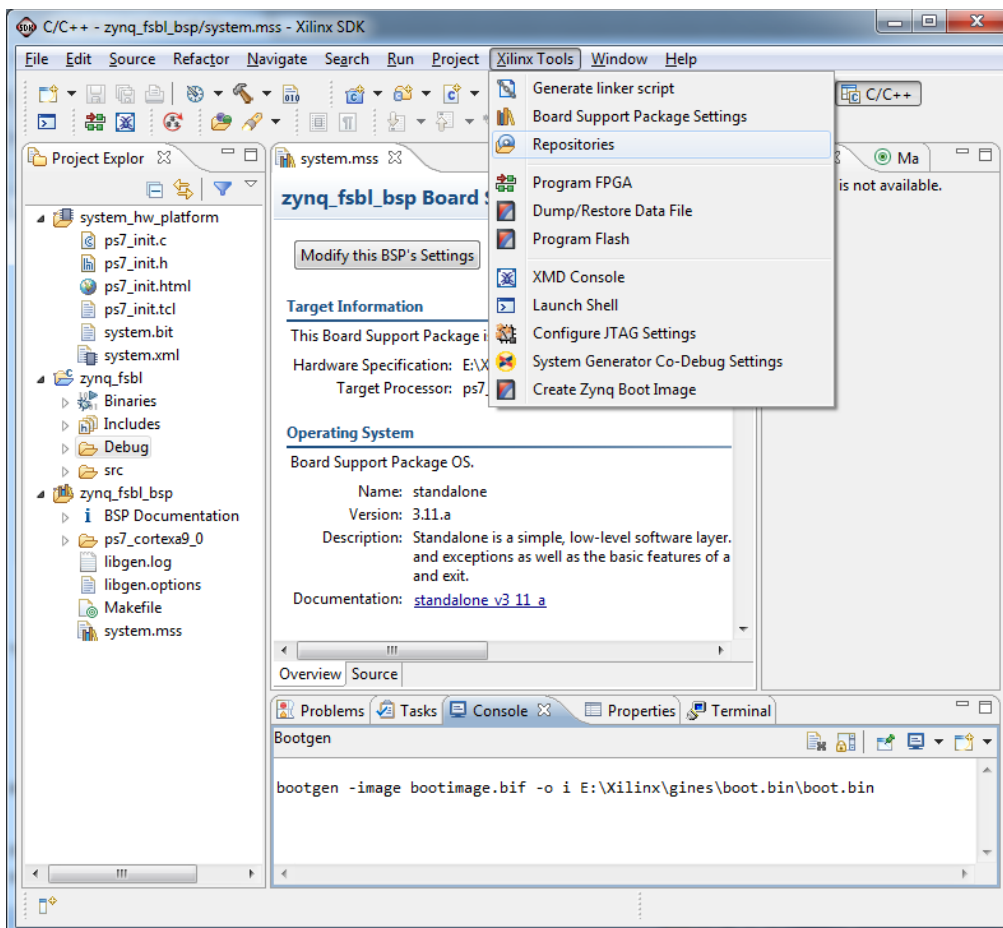 C/C++ - zynq_fsbl_bsp/system.mss - Xilinx SDK
File Edit Source Refactor Navigate Search Run Project Xilinx Tools Window Help
Generate linker script
Board Support Package Settings
Repositories
Program FPGA
Dump/Restore Data File
Program Flash
XMD Console
Launch Shell
Configure JTAG Settings
System Generator Co-Debug Settings
Create Zynq Boot Image
C/C++
Project Explor
system_hw_platform
ps7_init.c
ps7_init.h
ps7_init.html
ps7_init.tcl
system.bit
system.xml
zynq_fsbl
Binaries
Includes
Debug
src
zynq_fsbl_bsp
BSP Documentation
ps7_cortexa9_0
libgen.log
libgen.options
Makefile
system.mss
system.mss
zynq_fsbl_bsp Board S
Modify this BSP's Settings
Target Information
This Board Support Package i
Hardware Specification: E:\X
Target Processor: ps7_
Operating System
Board Support Package OS.
Name: standalone
Version: 3.11.a
Description: Standalone is a simple, low-level software layer.
and exceptions as well as the basic features of a
and exit.
Documentation: standalone_v3_11_a
Overview Source
Ma
is not available.
Problems Tasks Console Properties Terminal
Bootgen
bootgen -image bootimage.bif -o i E:\Xilinx\gines\boot.bin\boot.bin